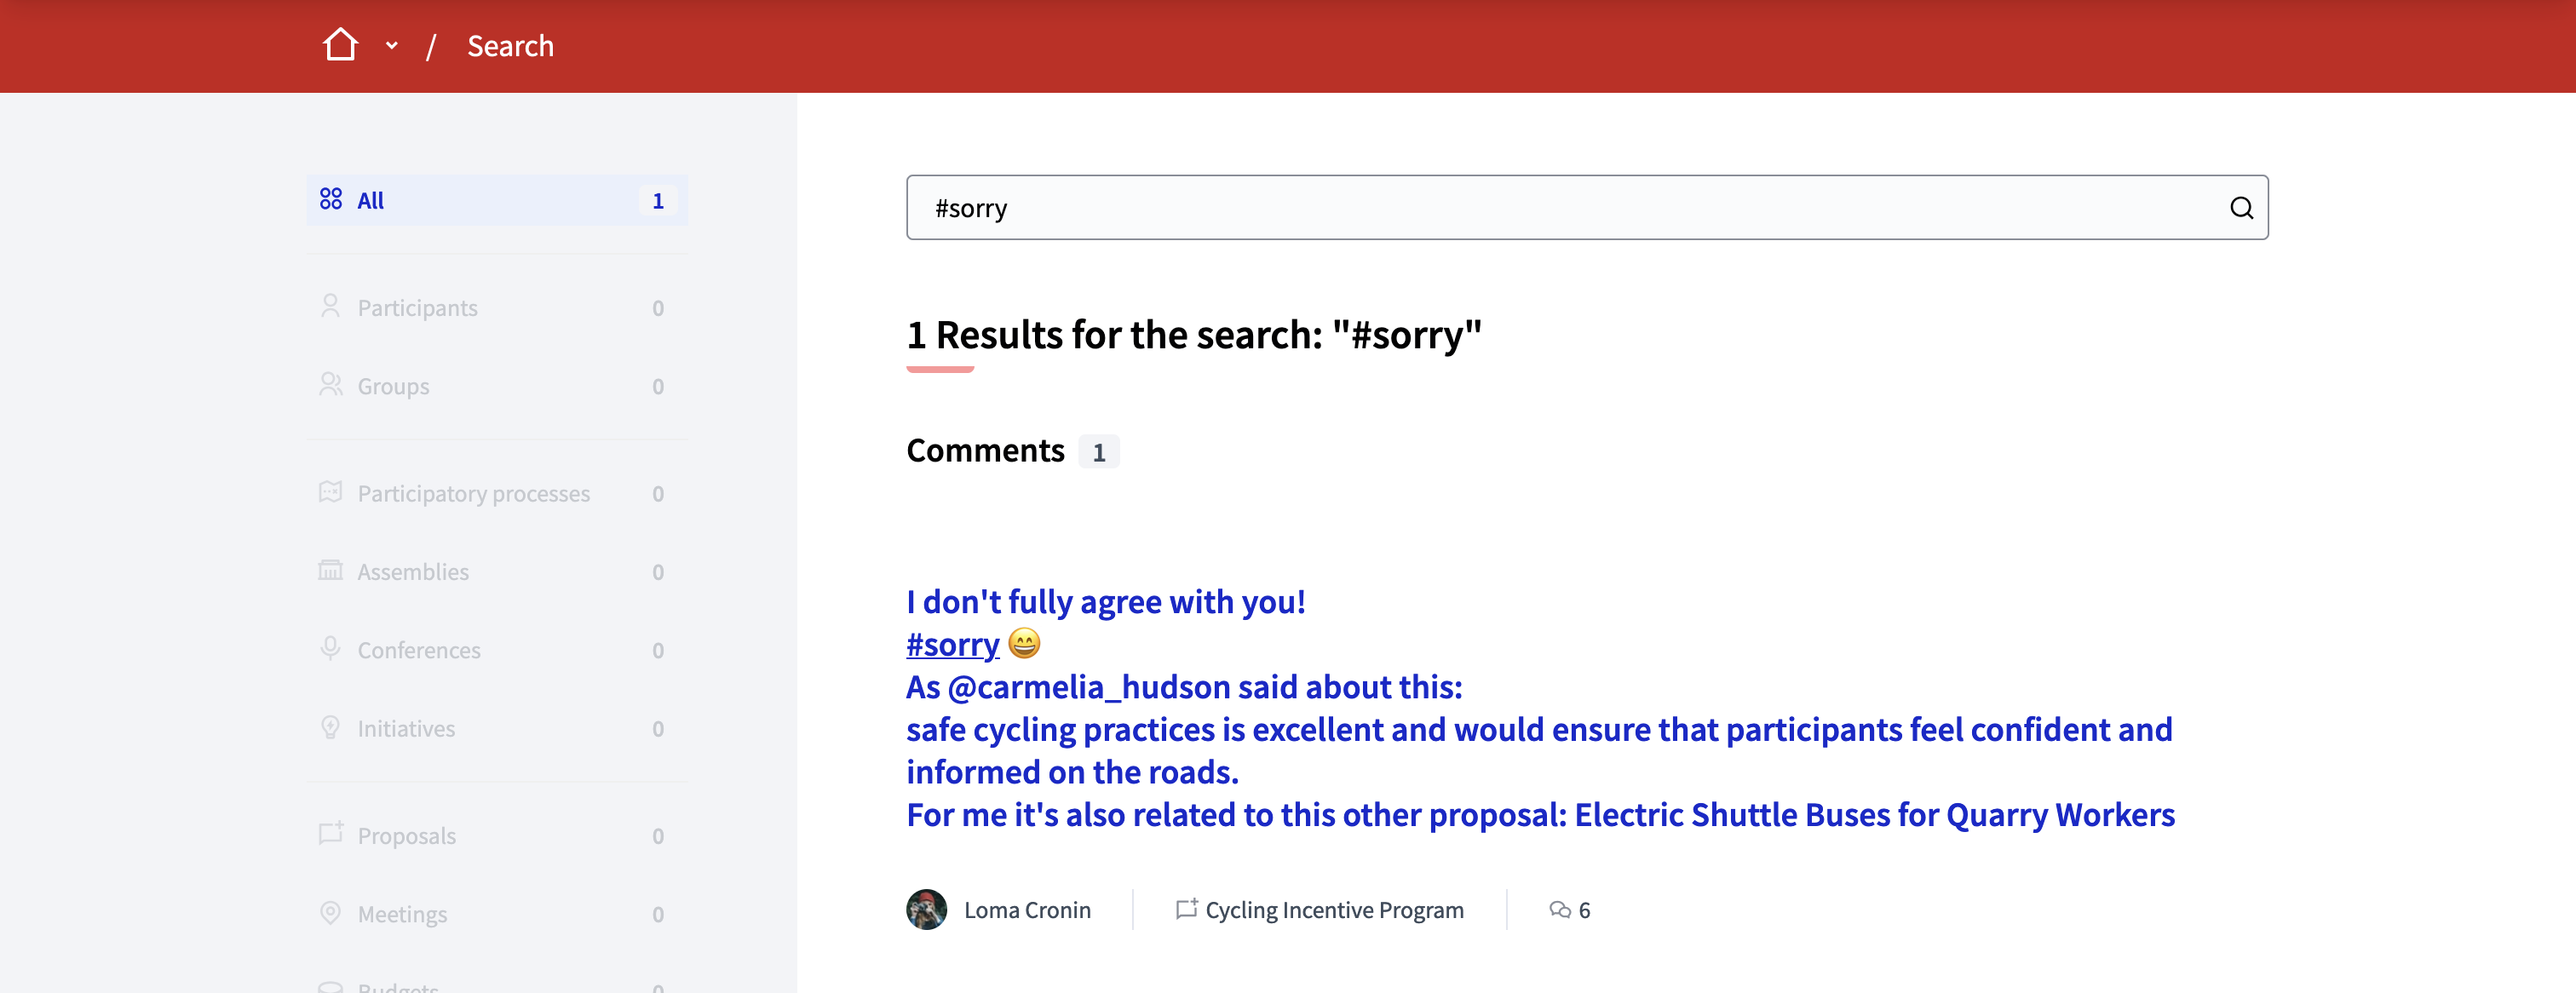 / Search
All 1
Participants 0
Groups 0
Participatory processes 0
Assemblies 0
Conferences 0
Initiatives 0
Proposals 0
Meetings 0
Budgets 0
#sorry
1 Results for the search: "#sorry"
Comments 1
I don't fully agree with you!
#sorry 😄
As @carmelia_hudson said about this:
safe cycling practices is excellent and would ensure that participants feel confident and
informed on the roads.
For me it's also related to this other proposal: Electric Shuttle Buses for Quarry Workers
Loma Cronin Cycling Incentive Program 6